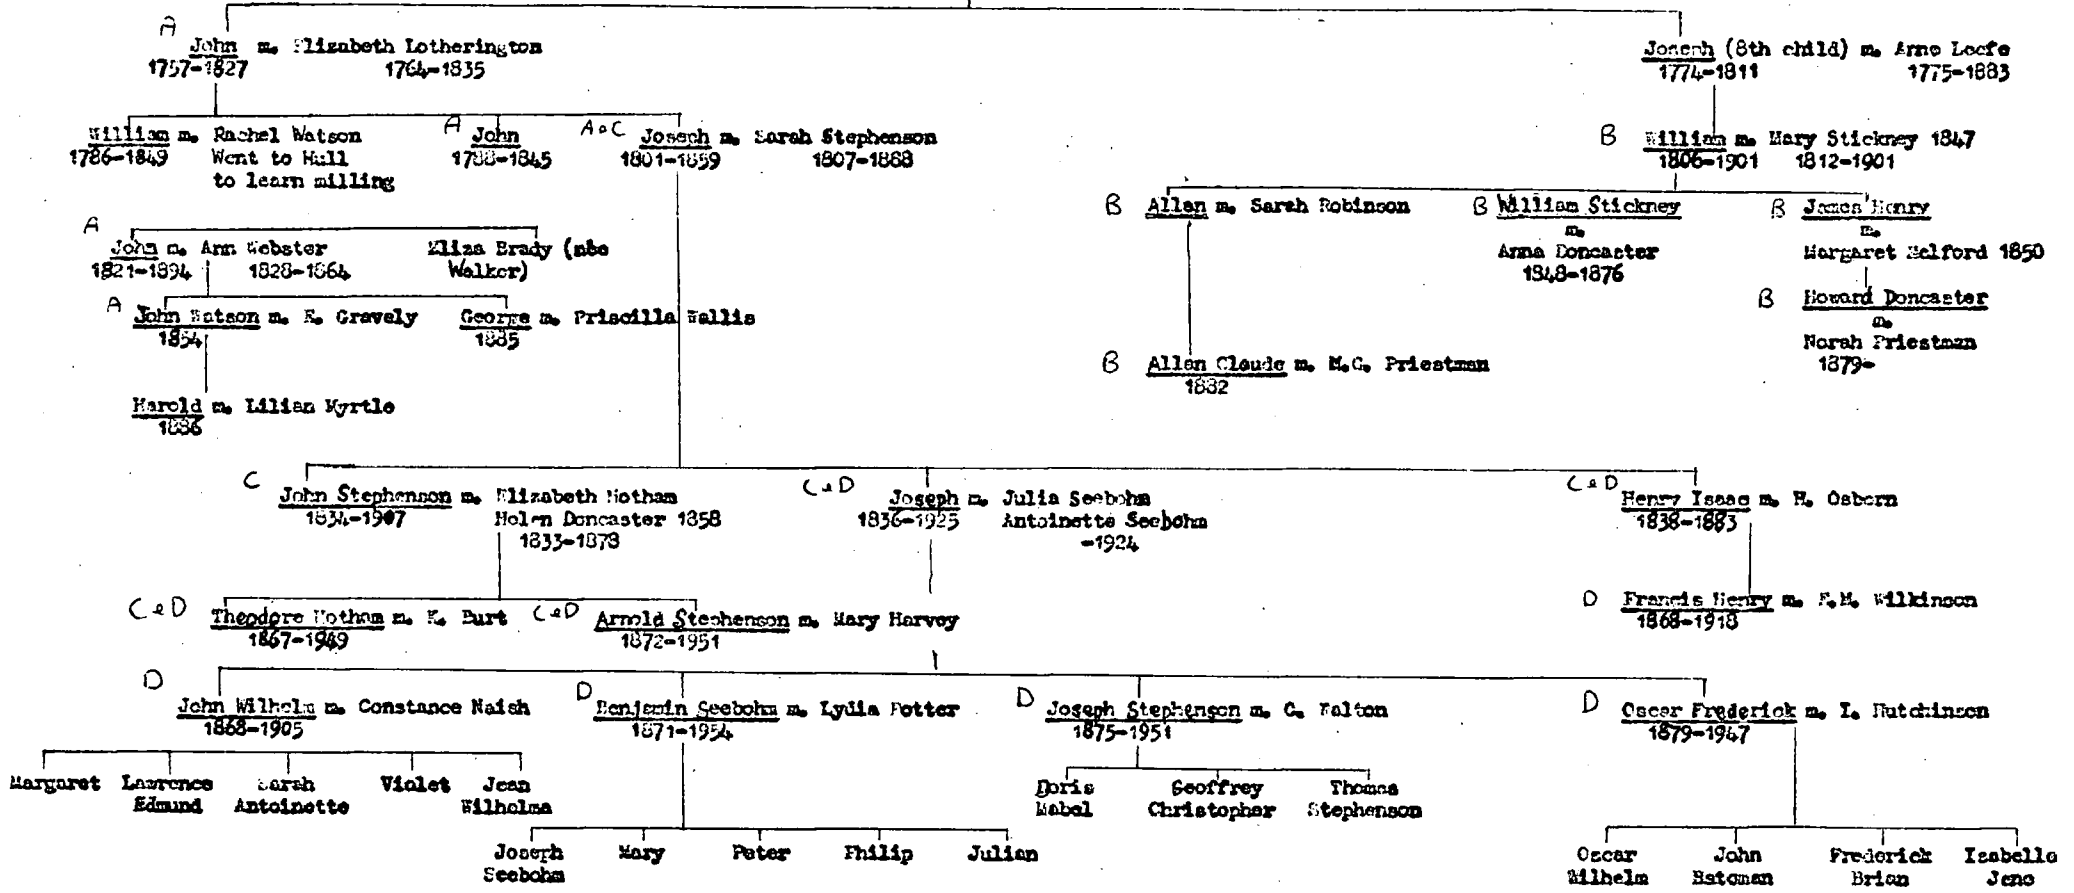 A
John m. Elizabeth Lotherington
1757-1827 1764-1835
Joseph (8th child) m. Arne Leefe
1774-1811 1775-1883
William m. Rachel Watson
1786-1849 Went to Hull
to learn milling
A John
1788-1845
A&C Joseph m. Sarah Stephenson
1801-1859 1807-1868
B William m. Mary Stickney 1847
1806-1901 1812-1901
B Allen m. Sarah Robinson
B William Stickney
m.
Anna Doncaster
1848-1876
B James Henry
m.
Margaret 1850
A
John m. Ann Webster
1821-1894 1828-1864
Eliza Brady (née
Walker)
B Howard Doncaster
m.
Norah Priestman
1879-
A John Watson m. E. Gravely
1854
George m. Priscilla Wallis
1885
B Allen Claude m. M.G. Priestman
1882
Harold m. Lilian Myrtle
1886
C John Stephenson m. Elizabeth Hotham
1834-1907 Helen Doncaster 1858
1833-1878
C&D Joseph m. Julia Seebohm
1836-1925 Antoinette Seebohm
-1924
C&D Henry Isaac m. H. Osborn
1838-1883
C&D Theodore Hotham m. E. Burt
1867-1949
C&D Arnold Stephenson m. Mary Harvey
1872-1951
D Francis Henry m. Wilkinson
1868-1918
D John Wilhelm m. Constance Naish
1868-1905
D Benjamin Seebohm m. Lydia Potter
1871-1954
D Joseph Stephenson m. C. Walton
1875-1951
D Oscar Frederick m. I. Hutchinson
1879-1947
Margaret
Lawrence
Edmund
Sarah
Antoinette
Violet
Jean
Wilhelma
Doris
Mabel
Geoffrey
Christopher
Thomas
Stephenson
Joseph
Seebohm
Mary
Peter
Philip
Julian
Oscar
Wilhelm
John
Bateman
Frederick
Brian
Isabelle
Jene